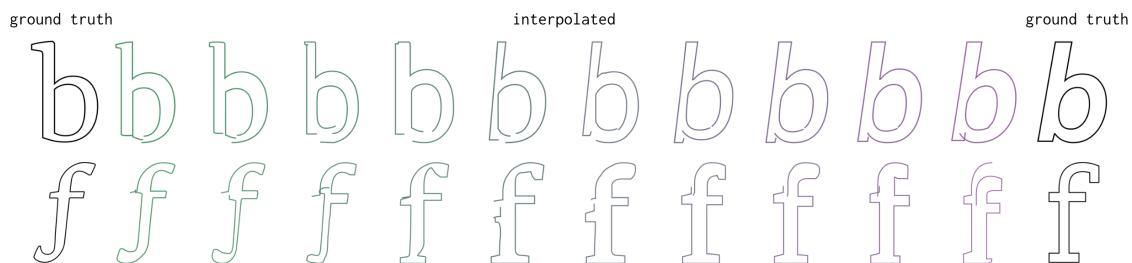 ground truth interpolated ground truth
b b b b b b b b b b b b
f f f f f f f f f f f f